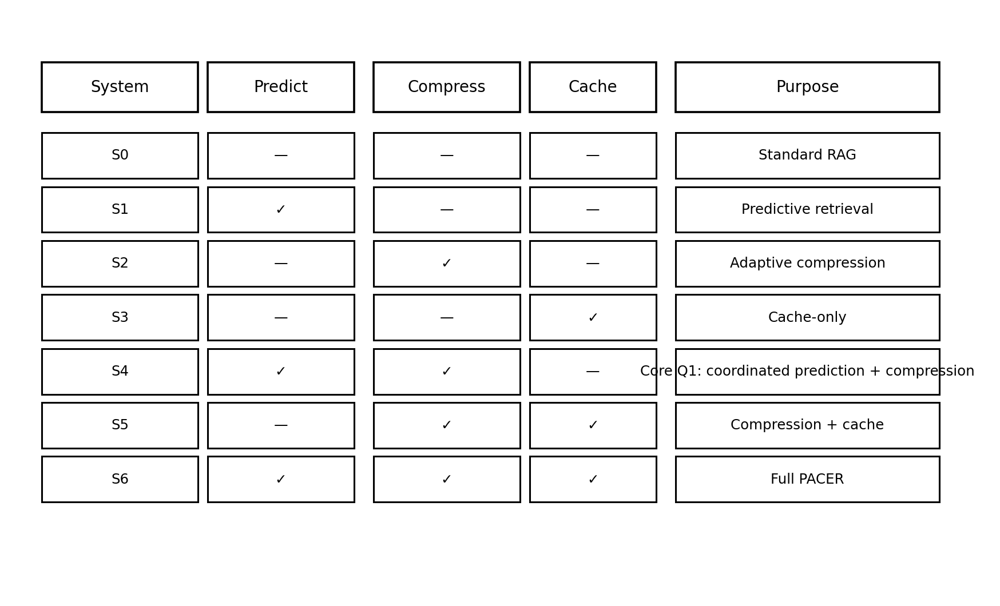 System Predict Compress Cache Purpose
S0 — — — Standard RAG
S1 ✓ — — Predictive retrieval
S2 — ✓ — Adaptive compression
S3 — — ✓ Cache-only
S4 ✓ ✓ — Core Q1: coordinated prediction + compression
S5 — ✓ ✓ Compression + cache
S6 ✓ ✓ ✓ Full PACER